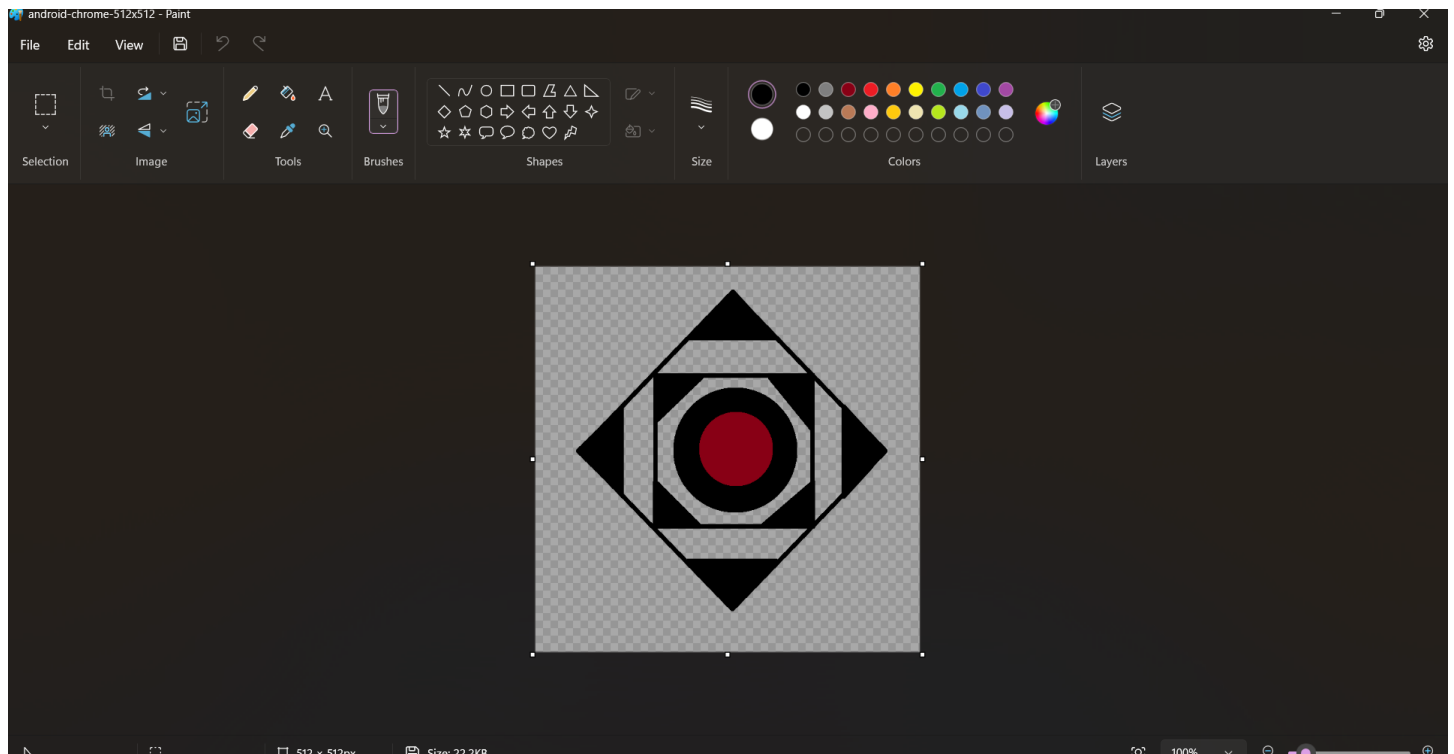 android-chrome-512x512 - Paint
File Edit View
A
Selection Image Tools Brushes Shapes Size Colors Layers
512 × 512px Size: 22.2KB 100%